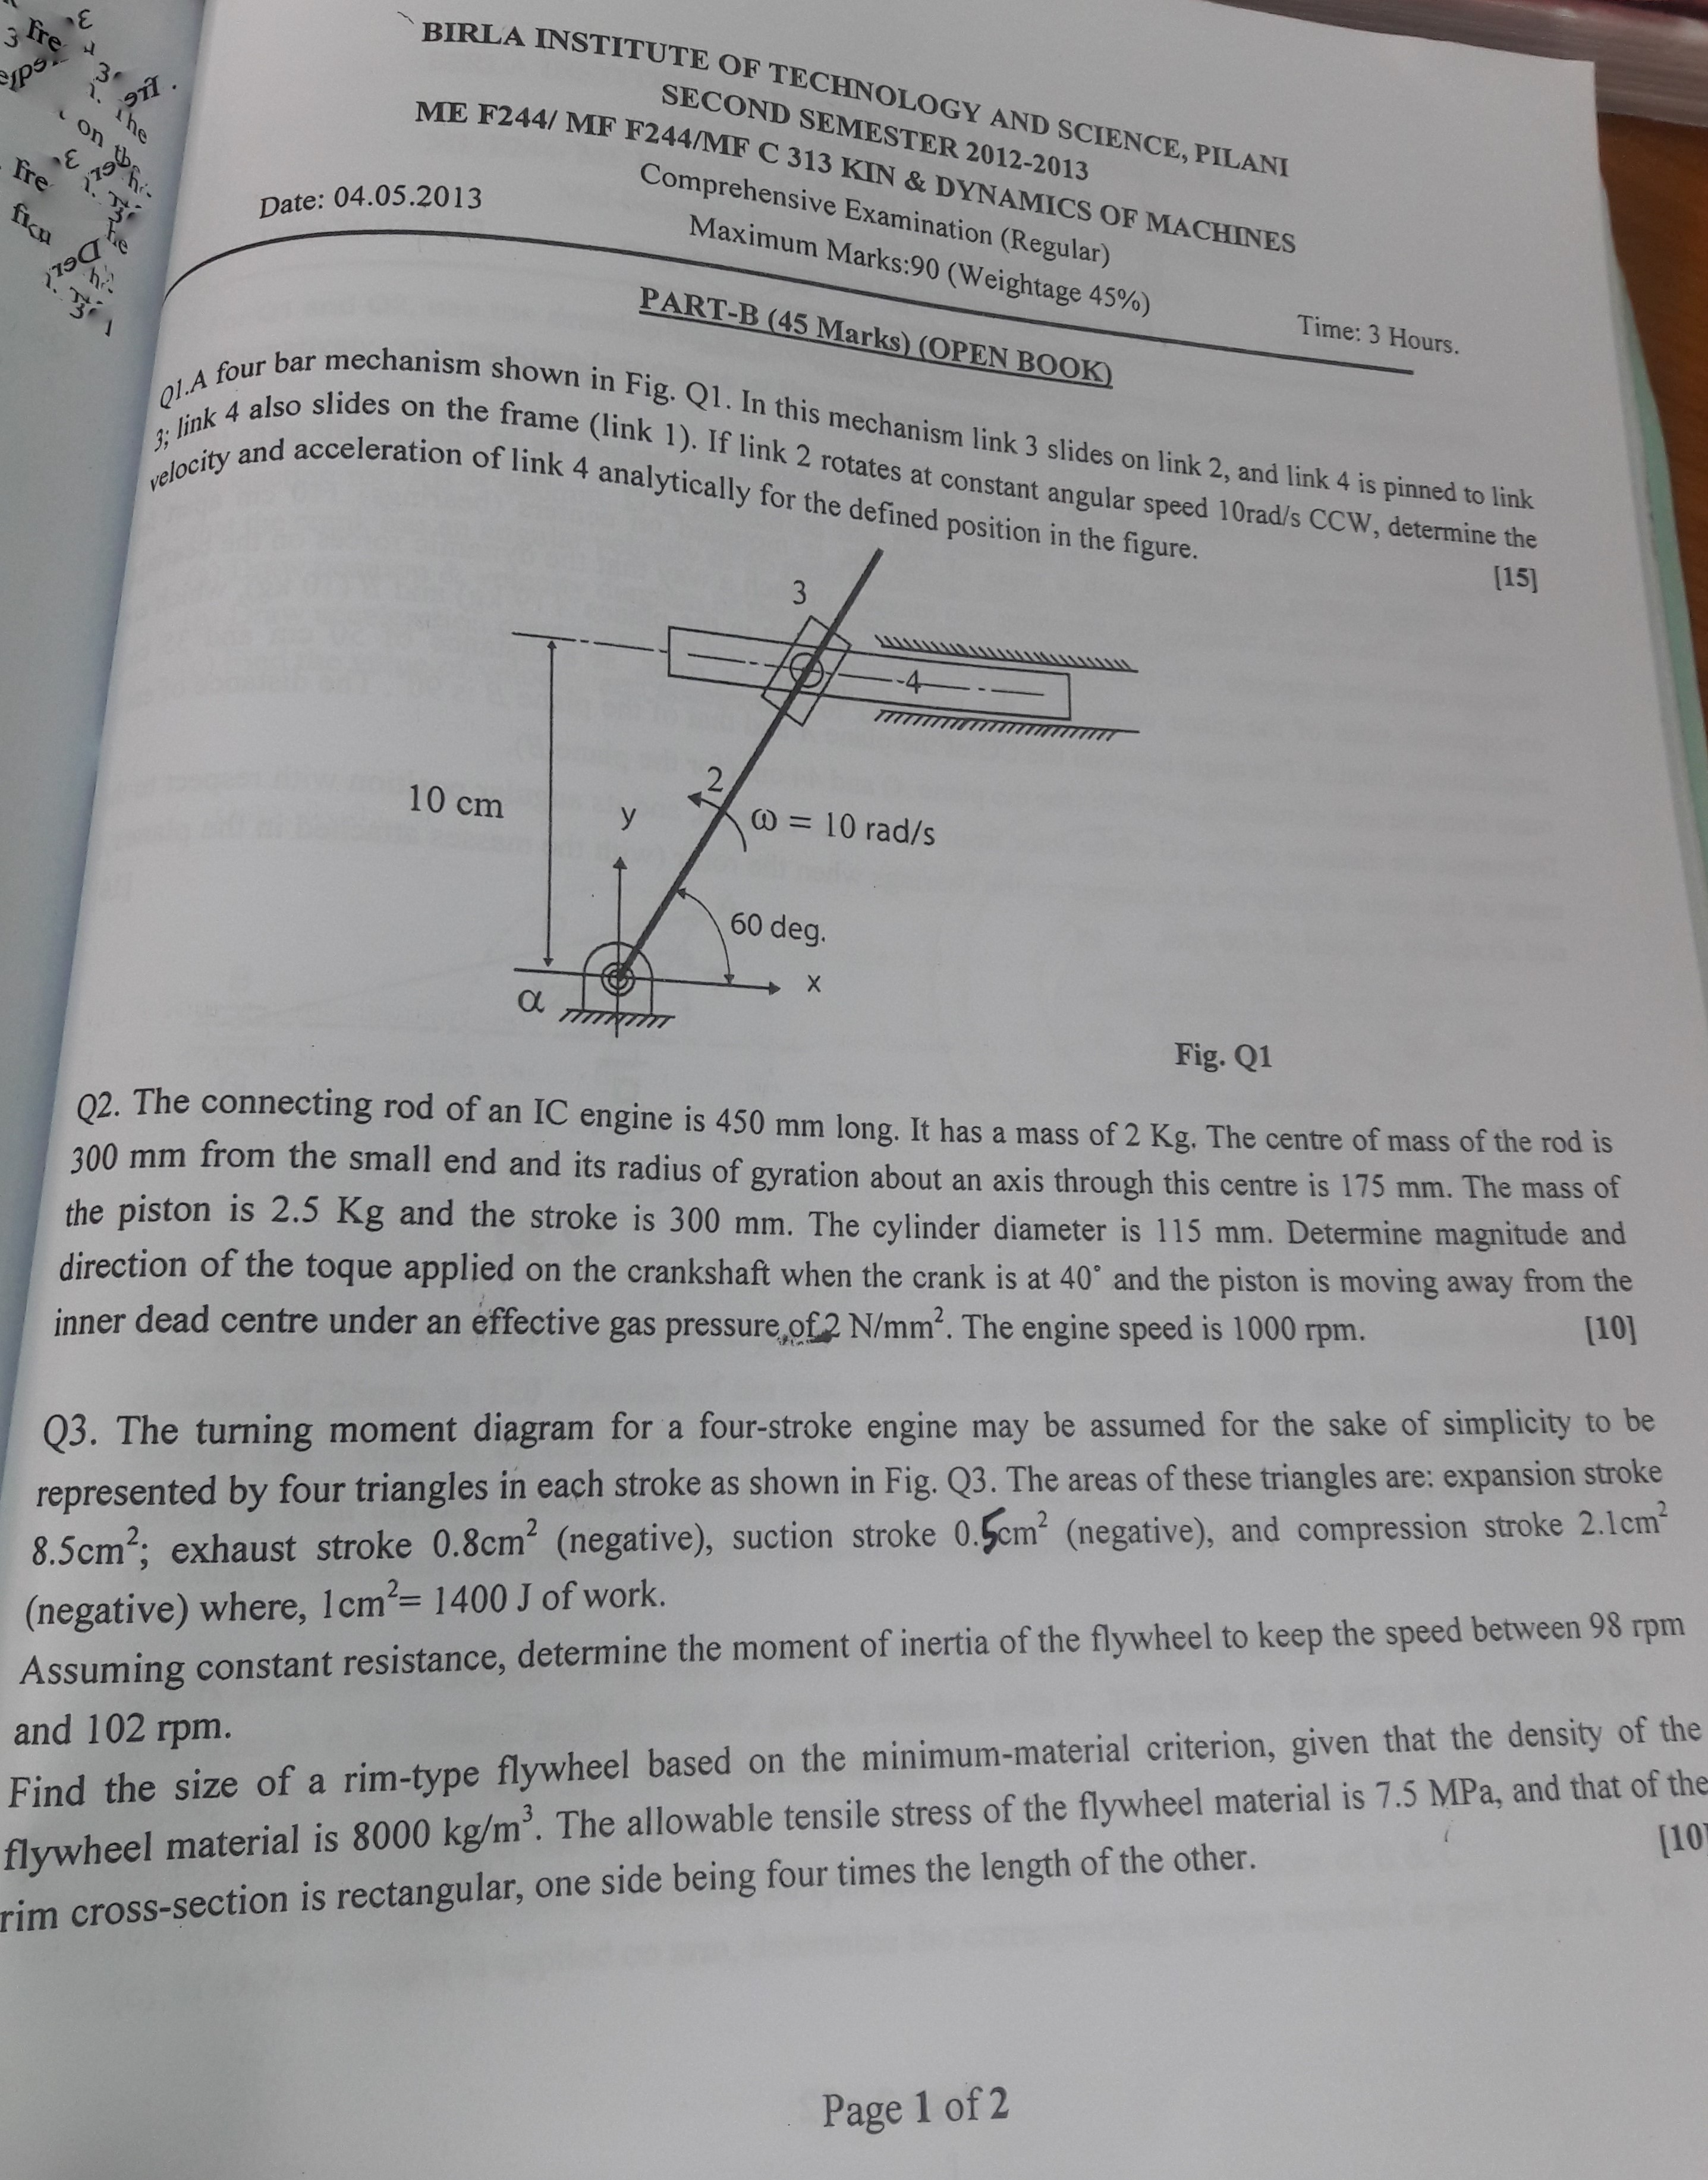 BIRLA INSTITUTE OF TECHNOLOGY AND SCIENCE, PILANI
SECOND SEMESTER 2012-2013
ME F244/ MF F244/MF C 313 KIN & DYNAMICS OF MACHINES
Comprehensive Examination (Regular)
Date: 04.05.2013
Maximum Marks:90 (Weightage 45%)
Time: 3 Hours.
PART-B (45 Marks) (OPEN BOOK)
Q1.A four bar mechanism shown in Fig. Q1. In this mechanism link 3 slides on link 2, and link 4 is pinned to link
3; link 4 also slides on the frame (link 1). If link 2 rotates at constant angular speed 10rad/s CCW, determine the
velocity and acceleration of link 4 analytically for the defined position in the figure.
[15]
3
4
2
10 cm
y
ω = 10 rad/s
60 deg.
x
α
Fig. Q1
Q2. The connecting rod of an IC engine is 450 mm long. It has a mass of 2 Kg. The centre of mass of the rod is
300 mm from the small end and its radius of gyration about an axis through this centre is 175 mm. The mass of
the piston is 2.5 Kg and the stroke is 300 mm. The cylinder diameter is 115 mm. Determine magnitude and
direction of the toque applied on the crankshaft when the crank is at 40° and the piston is moving away from the
inner dead centre under an effective gas pressure of 2 N/mm². The engine speed is 1000 rpm. [10]
Q3. The turning moment diagram for a four-stroke engine may be assumed for the sake of simplicity to be
represented by four triangles in each stroke as shown in Fig. Q3. The areas of these triangles are: expansion stroke
8.5cm²; exhaust stroke 0.8cm² (negative), suction stroke 0.5cm² (negative), and compression stroke 2.1cm²
(negative) where, 1cm²= 1400 J of work.
Assuming constant resistance, determine the moment of inertia of the flywheel to keep the speed between 98 rpm
and 102 rpm.
Find the size of a rim-type flywheel based on the minimum-material criterion, given that the density of the
flywheel material is 8000 kg/m³. The allowable tensile stress of the flywheel material is 7.5 MPa, and that of the
rim cross-section is rectangular, one side being four times the length of the other. [10]
Page 1 of 2